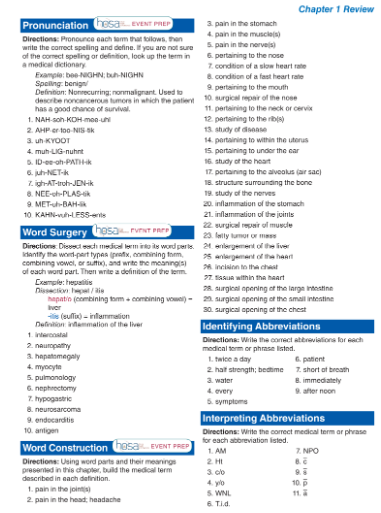 Chapter 1 Review
Pronunciation hosa EVENT PREP
Directions: Pronounce each term that follows, then
write the correct spelling and define. If you are not sure
of the correct spelling or definition, look up the term in
a medical dictionary.
Example: bee-NIGHN; buh-NIGHN
Spelling: benign
Definition: Nonrecurring; nonmalignant. Used to
describe noncancerous tumors in which the patient
has a good chance of survival.
1. NAH-soh-KOH-mee-uhl
2. AHP-er-too-NIS-tik
3. uh-KYOOT
4. muh-LIG-nuhnt
5. ID-ee-oh-PATH-ik
6. juh-NET-ik
7. igh-AT-troh-JEN-ik
8. NEE-uh-PLAS-tik
9. MET-uh-BAH-lik
10. KAHN-vuh-LESS-ents
Word Surgery hosa EVENT PREP
Directions: Dissect each medical term into its word parts.
Identify the word-part types (prefix, combining form,
combining vowel, or suffix), and write the meaning(s)
of each word part. Then write a definition of the term.
Example: hepatitis
Dissection: hepat / itis
hepat/o (combining form + combining vowel) =
liver
-itis (suffix) = inflammation
Definition: inflammation of the liver
1. intercostal
2. neuropathy
3. hepatomegaly
4. myocyte
5. pulmonology
6. nephrectomy
7. hypogastric
8. neurosarcoma
9. endocarditis
10. antigen
Word Construction hosa EVENT PREP
Directions: Using word parts and their meanings
presented in this chapter, build the medical term
described in each definition.
1. pain in the joint(s)
2. pain in the head; headache
3. pain in the stomach
4. pain in the muscle(s)
5. pain in the nerve(s)
6. pertaining to the nose
7. condition of a slow heart rate
8. condition of a fast heart rate
9. pertaining to the mouth
10. surgical repair of the nose
11. pertaining to the neck or cervix
12. pertaining to the rib(s)
13. study of disease
14. pertaining to within the uterus
15. pertaining to under the ear
16. study of the heart
17. pertaining to the alveolus (air sac)
18. structure surrounding the bone
19. study of the nerves
20. inflammation of the stomach
21. inflammation of the joints
22. surgical repair of muscle
23. fatty tumor or mass
24. enlargement of the liver
25. enlargement of the heart
26. incision to the chest
27. tissue within the heart
28. surgical opening of the large intestine
29. surgical opening of the small intestine
30. surgical opening of the chest
Identifying Abbreviations
Directions: Write the correct abbreviations for each
medical term or phrase listed.
1. twice a day
2. half strength; bedtime
3. water
4. every
5. symptoms
6. patient
7. short of breath
8. immediately
9. after noon
Interpreting Abbreviations
Directions: Write the correct medical term or phrase
for each abbreviation listed.
1. AM
2. HI
3. c/o
4. y/o
5. WNL
6. T.i.d.
7. NPO
8. c̄
9. s̄
10. p̄
11. ā